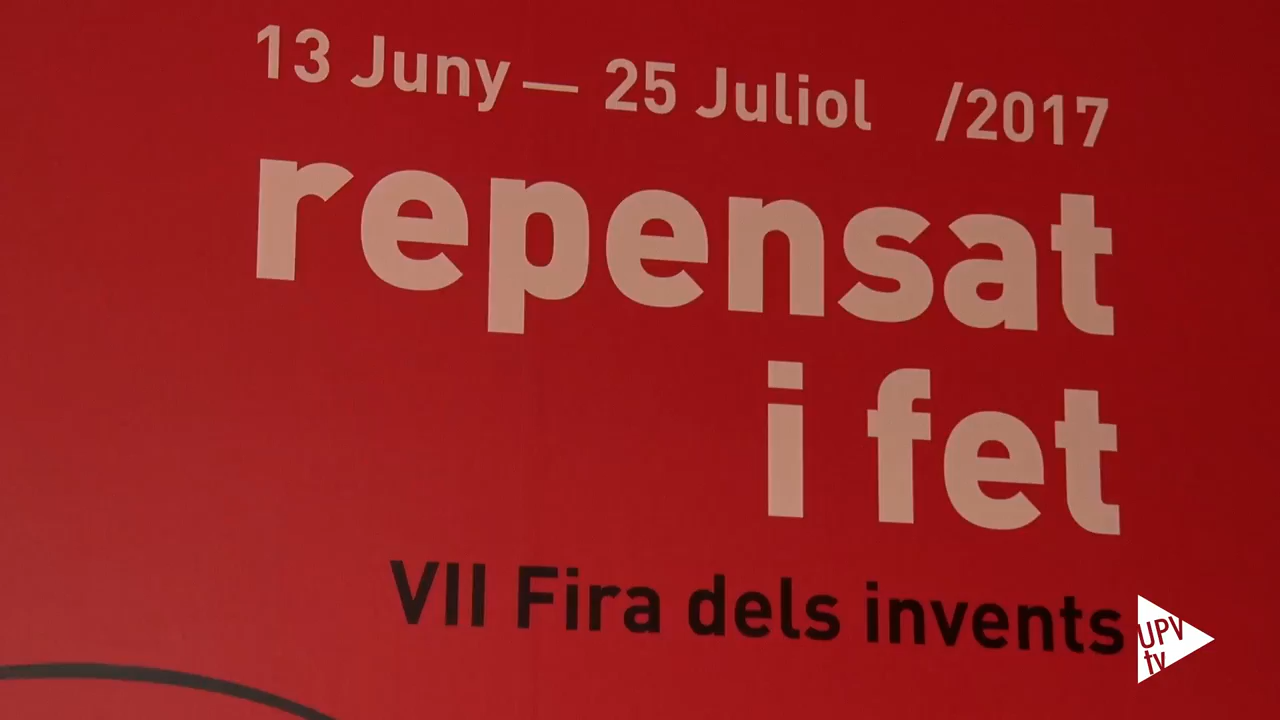 13 Juny — 25 Juliol /2017
repensat
i fet
VII Fira dels invents
UPV
tv